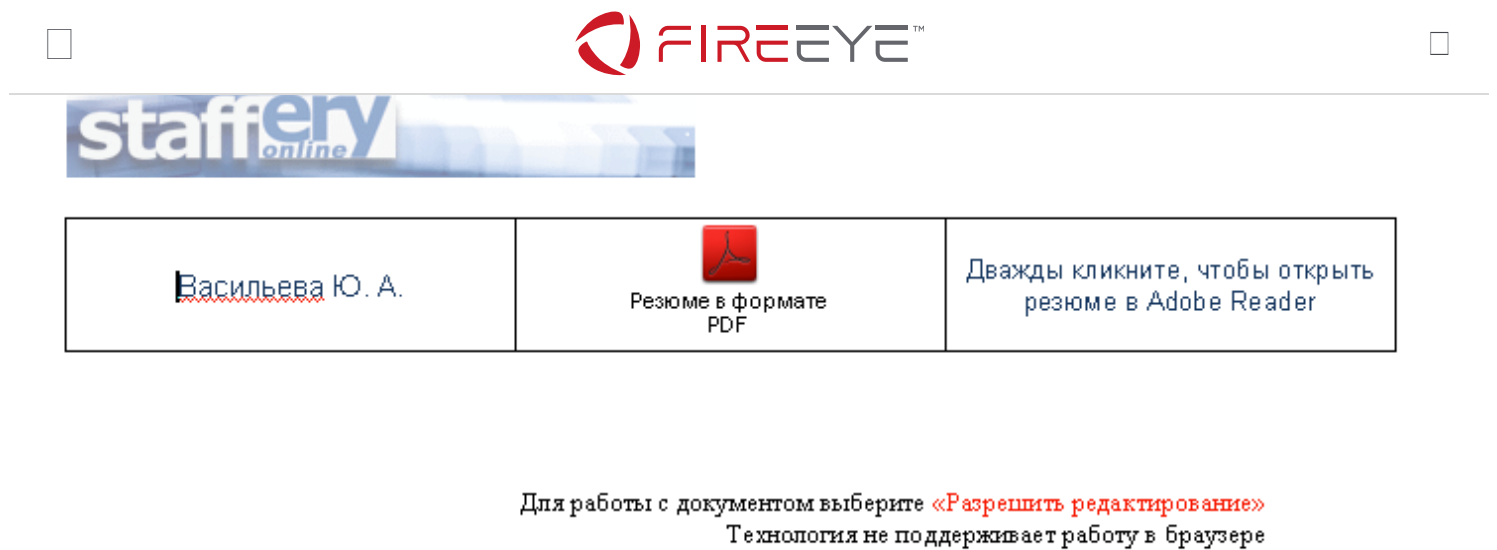 FIREEYE™
staffery
online
Васильева Ю. А.
Резюме в формате
PDF
Дважды кликните, чтобы открыть
резюме в Adobe Reader
Для работы с документом выберите «Разрешить редактирование»
Технология не поддерживает работу в браузере